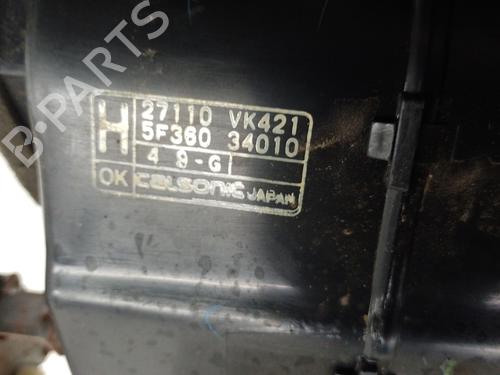 H 27110 VK421
5F360 34010
4 9-G
OK calsonic JAPAN
B-PARTS